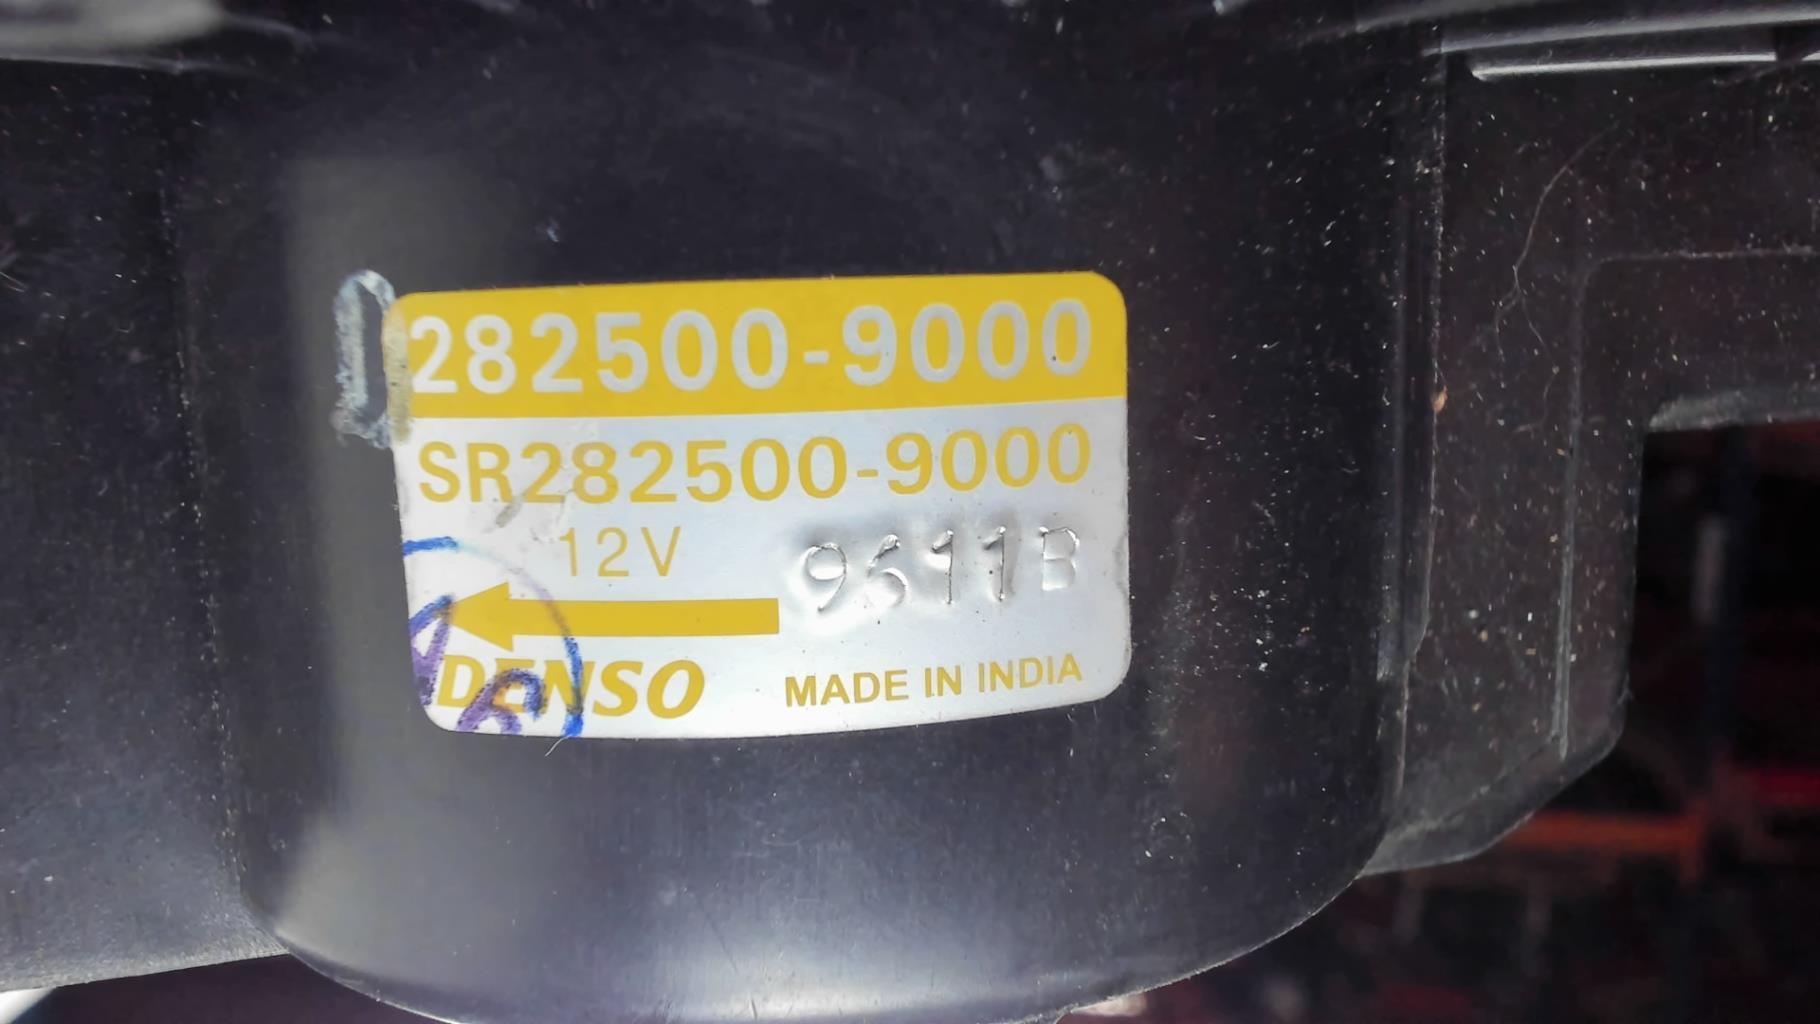 282500-9000
SR282500-9000
12V
9611B
DENSO
MADE IN INDIA